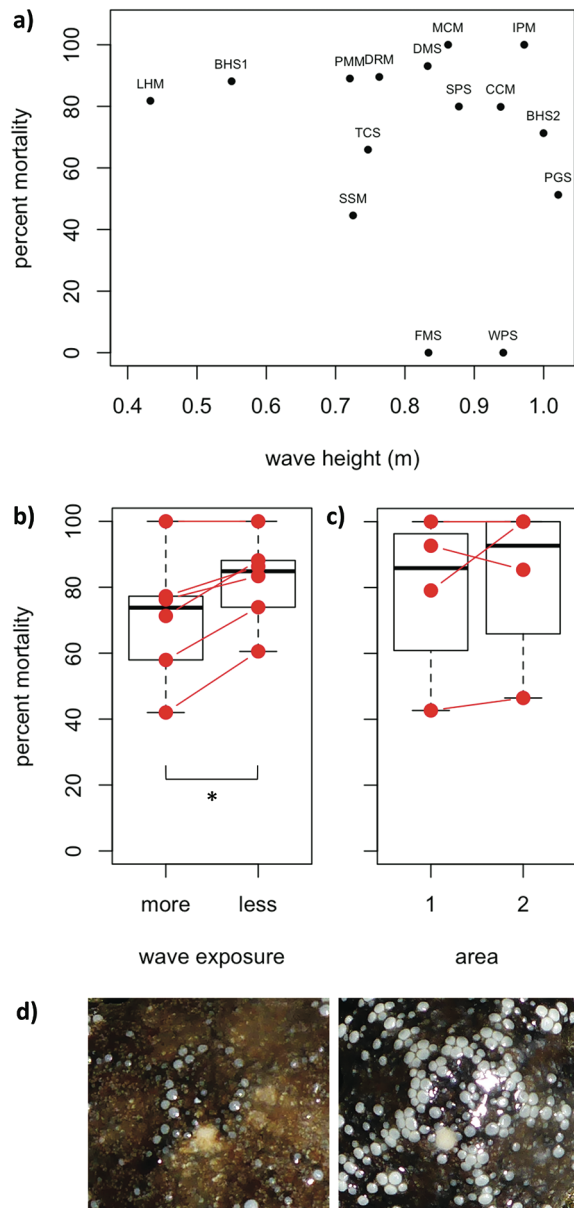 a)
percent mortality
100
80
60
40
20
0
LHM
BHS1
PMM
DRM
DMS
MCM
IPM
SPS
CCM
BHS2
TCS
SSM
PGS
FMS
WPS
0.4 0.5 0.6 0.7 0.8 0.9 1.0
wave height (m)
b)
percent mortality
100
80
60
40
20
0
*
more less
wave exposure
c)
1 2
area
d)